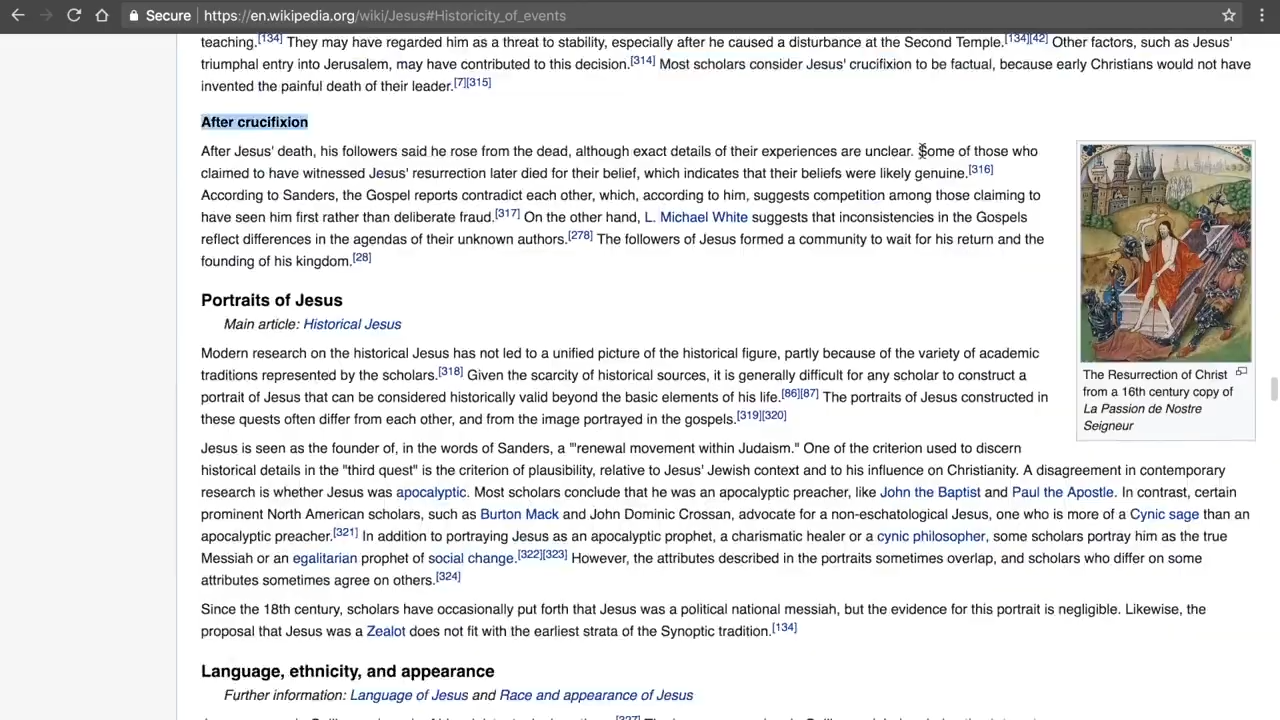 Secure https://en.wikipedia.org/wiki/Jesus#Historicity_of_events
teaching.[134] They may have regarded him as a threat to stability, especially after he caused a disturbance at the Second Temple.[134][42] Other factors, such as Jesus'
triumphal entry into Jerusalem, may have contributed to this decision.[314] Most scholars consider Jesus' crucifixion to be factual, because early Christians would not have
invented the painful death of their leader.[7][315]
After crucifixion
After Jesus' death, his followers said he rose from the dead, although exact details of their experiences are unclear. Some of those who
claimed to have witnessed Jesus' resurrection later died for their belief, which indicates that their beliefs were likely genuine.[316]
According to Sanders, the Gospel reports contradict each other, which, according to him, suggests competition among those claiming to
have seen him first rather than deliberate fraud.[317] On the other hand, L. Michael White suggests that inconsistencies in the Gospels
reflect differences in the agendas of their unknown authors.[278] The followers of Jesus formed a community to wait for his return and the
founding of his kingdom.[28]
The Resurrection of Christ
from a 16th century copy of
La Passion de Nostre
Seigneur
Portraits of Jesus
Main article: Historical Jesus
Modern research on the historical Jesus has not led to a unified picture of the historical figure, partly because of the variety of academic
traditions represented by the scholars.[318] Given the scarcity of historical sources, it is generally difficult for any scholar to construct a
portrait of Jesus that can be considered historically valid beyond the basic elements of his life.[86][87] The portraits of Jesus constructed in
these quests often differ from each other, and from the image portrayed in the gospels.[319][320]
Jesus is seen as the founder of, in the words of Sanders, a '"renewal movement within Judaism." One of the criterion used to discern
historical details in the "third quest" is the criterion of plausibility, relative to Jesus' Jewish context and to his influence on Christianity. A disagreement in contemporary
research is whether Jesus was apocalyptic. Most scholars conclude that he was an apocalyptic preacher, like John the Baptist and Paul the Apostle. In contrast, certain
prominent North American scholars, such as Burton Mack and John Dominic Crossan, advocate for a non-eschatological Jesus, one who is more of a Cynic sage than an
apocalyptic preacher.[321] In addition to portraying Jesus as an apocalyptic prophet, a charismatic healer or a cynic philosopher, some scholars portray him as the true
Messiah or an egalitarian prophet of social change.[322][323] However, the attributes described in the portraits sometimes overlap, and scholars who differ on some
attributes sometimes agree on others.[324]
Since the 18th century, scholars have occasionally put forth that Jesus was a political national messiah, but the evidence for this portrait is negligible. Likewise, the
proposal that Jesus was a Zealot does not fit with the earliest strata of the Synoptic tradition.[134]
Language, ethnicity, and appearance
Further information: Language of Jesus and Race and appearance of Jesus